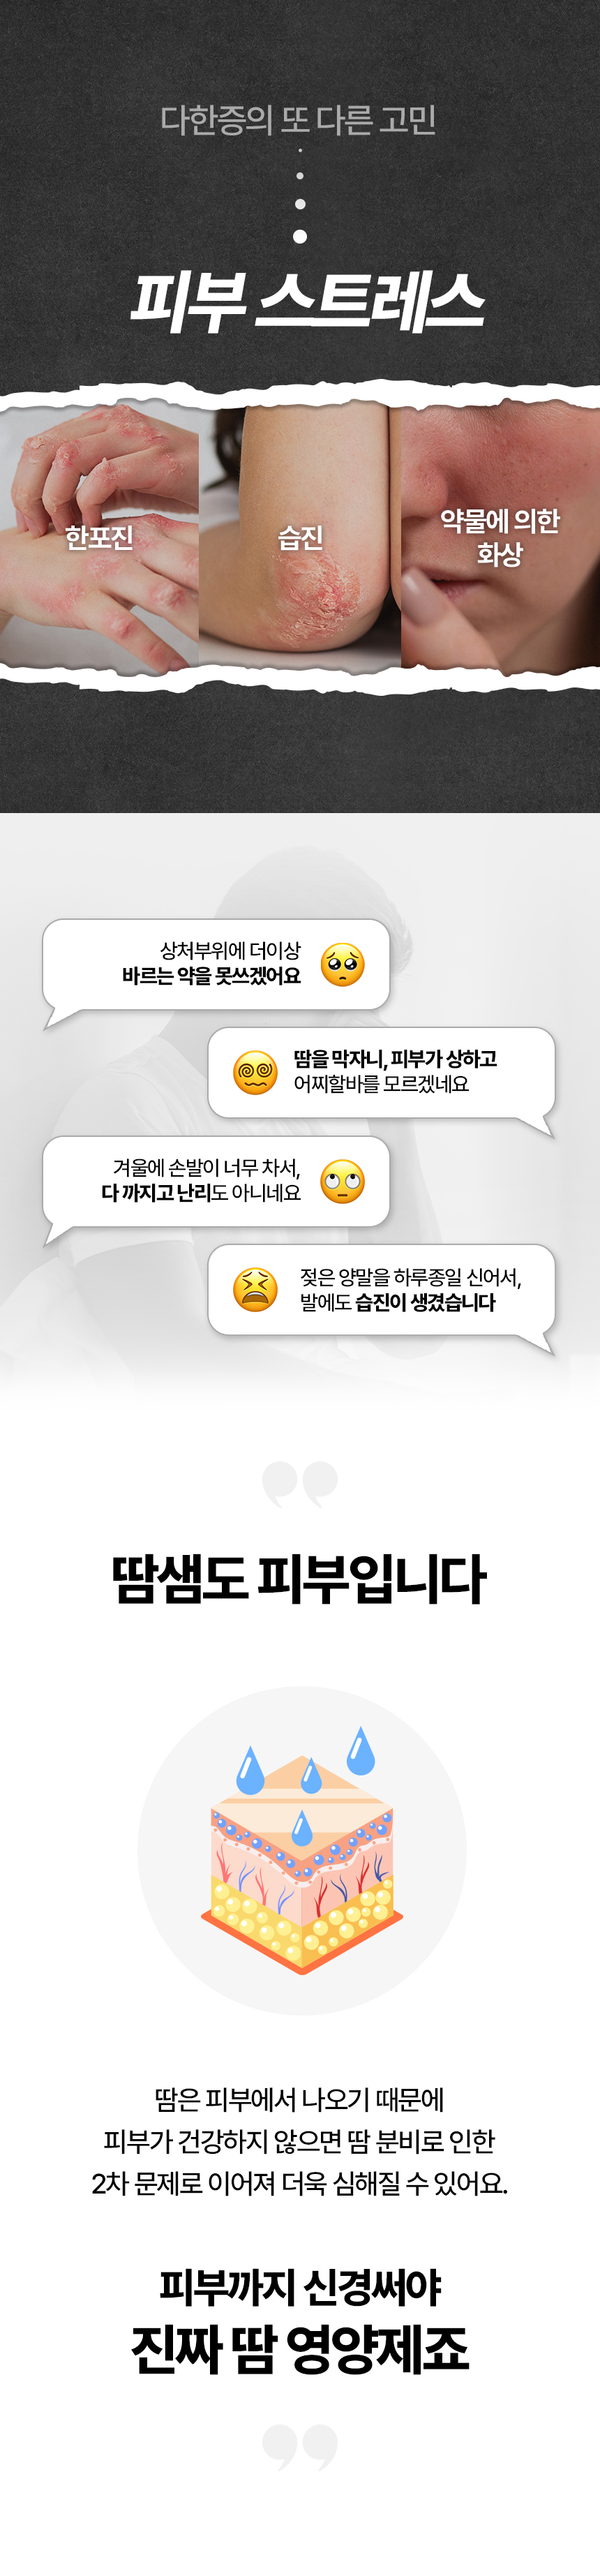 다한증의 또 다른 고민
피부 스트레스
한포진
습진
약물에 의한
화상
상처부위에 더이상
바르는 약을 못쓰겠어요
땀을 막자니, 피부가 상하고
어찌할바를 모르겠네요
겨울에 손발이 너무 차서,
다 까지고 난리도 아니네요
젖은 양말을 하루종일 신어서,
발에도 습진이 생겼습니다
땀샘도 피부입니다
땀은 피부에서 나오기 때문에
피부가 건강하지 않으면 땀 분비로 인한
2차 문제로 이어져 더욱 심해질 수 있어요.
피부까지 신경써야
진짜 땀 영양제죠